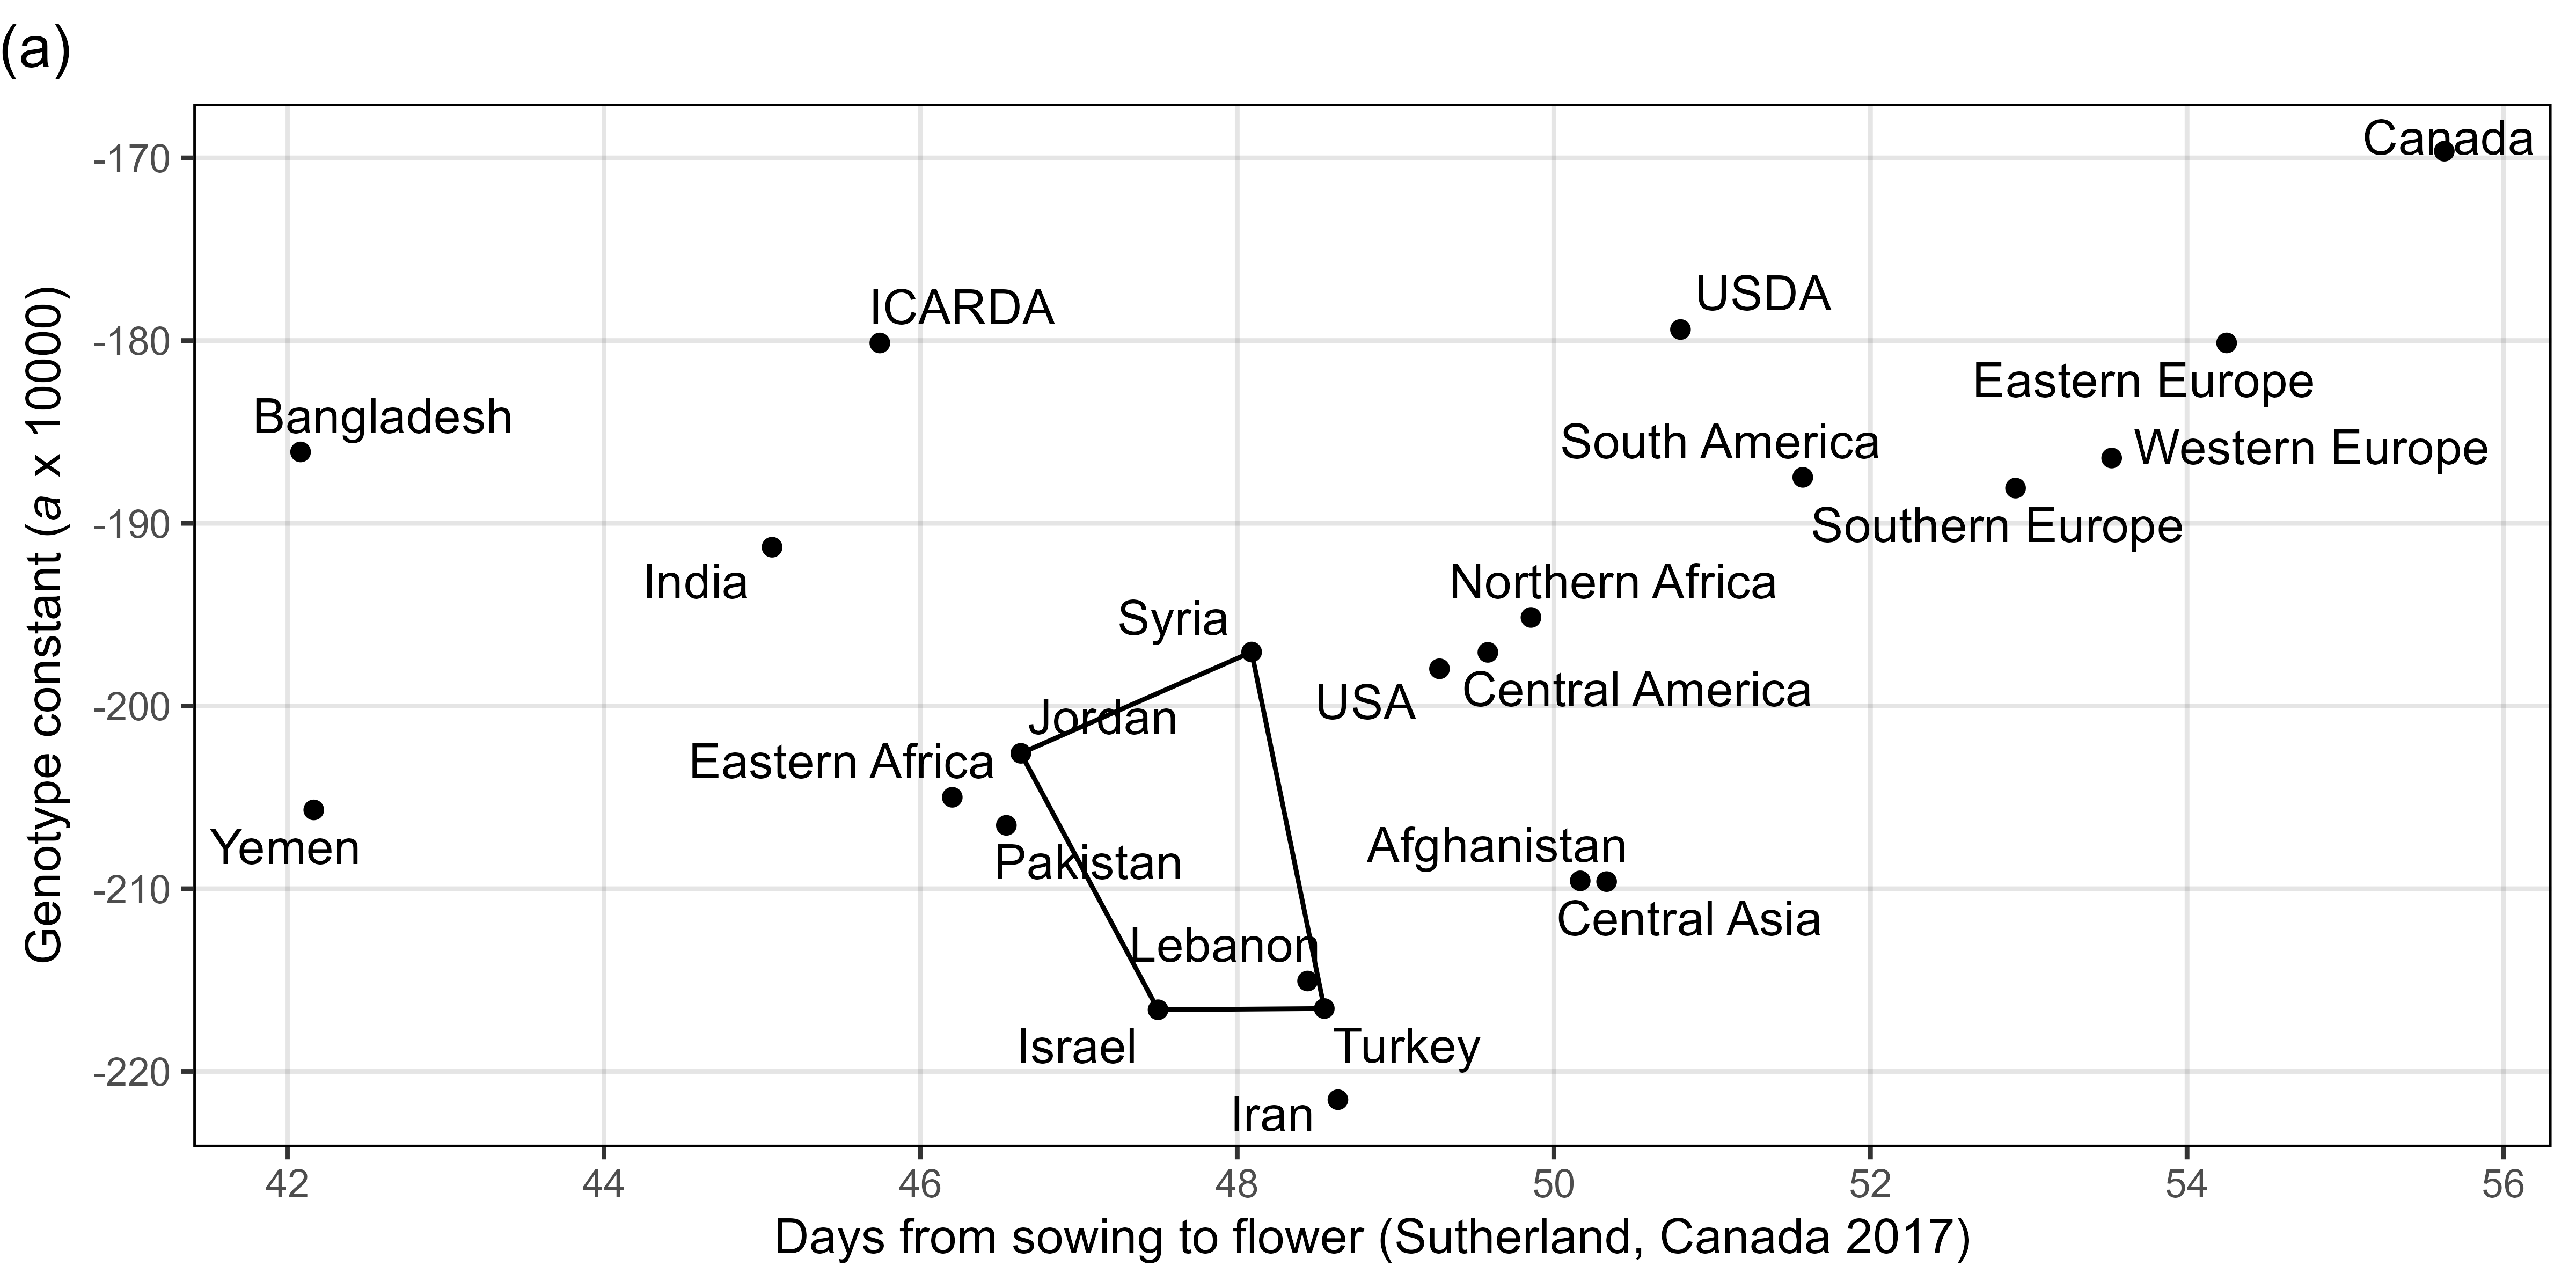 (a)
Genotype constant (a x 10000)
-170
-180
-190
-200
-210
-220
Canada
ICARDA
USDA
Eastern Europe
Bangladesh
South America
Western Europe
Southern Europe
India
Northern Africa
Syria
USA
Central America
Jordan
Eastern Africa
Yemen
Pakistan
Afghanistan
Central Asia
Lebanon
Israel
Turkey
Iran
42 44 46 48 50 52 54 56
Days from sowing to flower (Sutherland, Canada 2017)